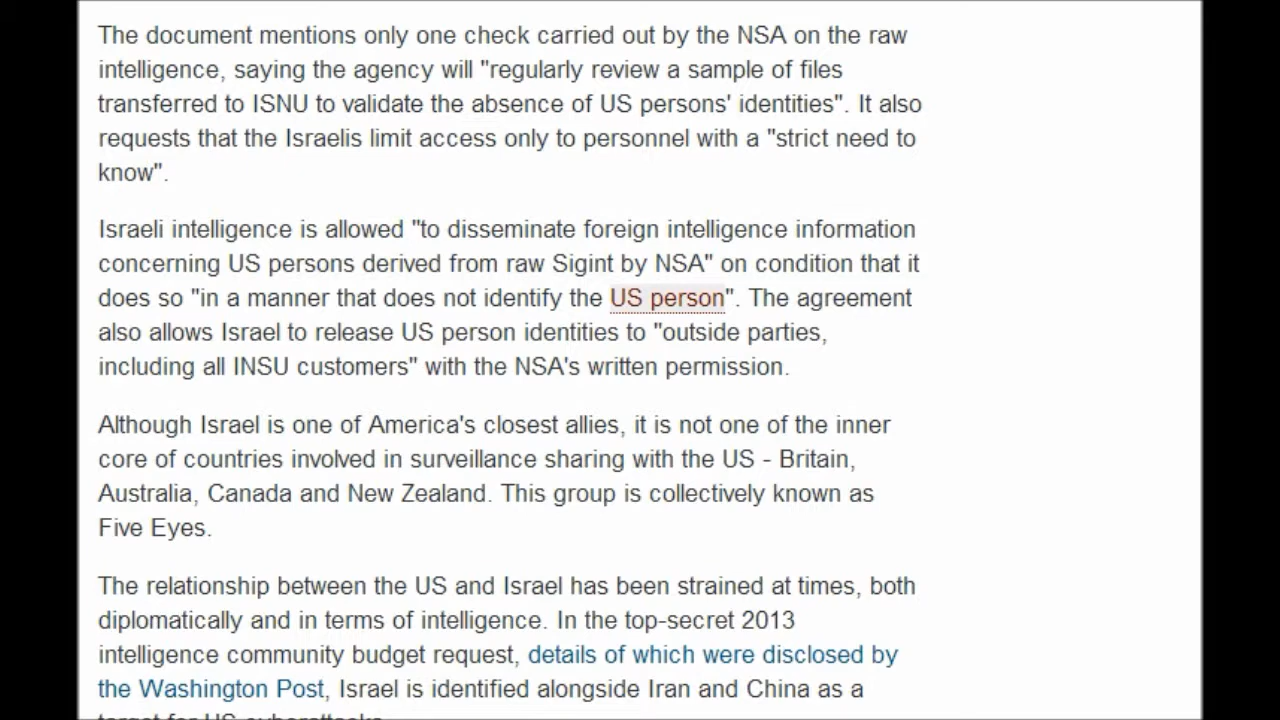 The document mentions only one check carried out by the NSA on the raw
intelligence, saying the agency will "regularly review a sample of files
transferred to ISNU to validate the absence of US persons' identities". It also
requests that the Israelis limit access only to personnel with a "strict need to
know".
Israeli intelligence is allowed "to disseminate foreign intelligence information
concerning US persons derived from raw Sigint by NSA" on condition that it
does so "in a manner that does not identify the US person". The agreement
also allows Israel to release US person identities to "outside parties,
including all INSU customers" with the NSA's written permission.
Although Israel is one of America's closest allies, it is not one of the inner
core of countries involved in surveillance sharing with the US - Britain,
Australia, Canada and New Zealand. This group is collectively known as
Five Eyes.
The relationship between the US and Israel has been strained at times, both
diplomatically and in terms of intelligence. In the top-secret 2013
intelligence community budget request, details of which were disclosed by
the Washington Post, Israel is identified alongside Iran and China as a
target for US cyberattacks